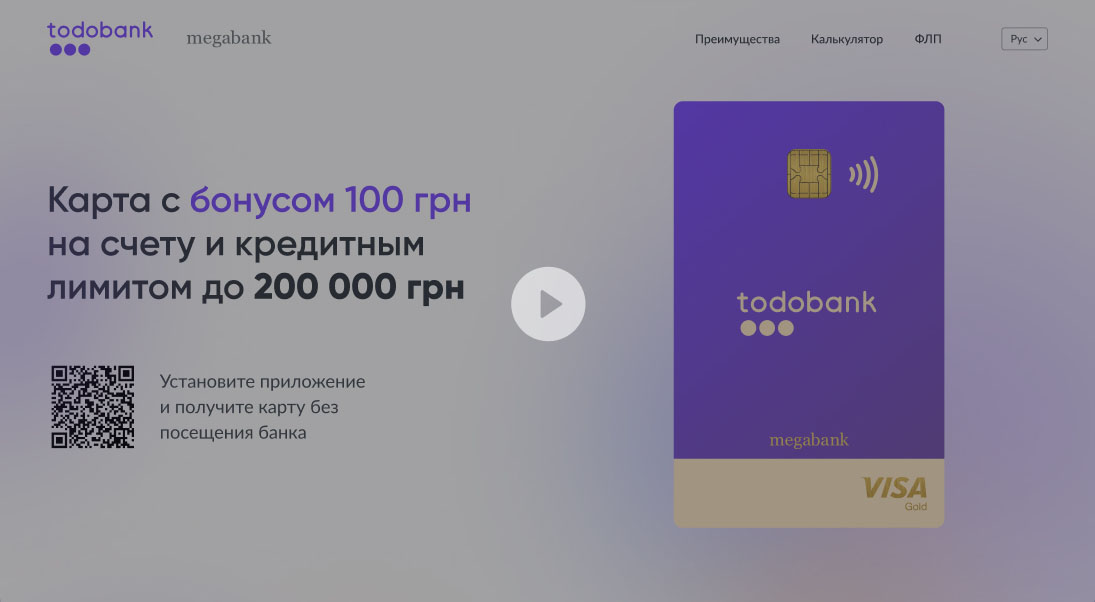 todobank
megabank
Преимущества
Калькулятор
ФЛП
Рус
Карта с бонусом 100 грн
на счету и кредитным
лимитом до 200 000 грн
Установите приложение
и получите карту без
посещения банка
todobank
megabank
VISA
Gold